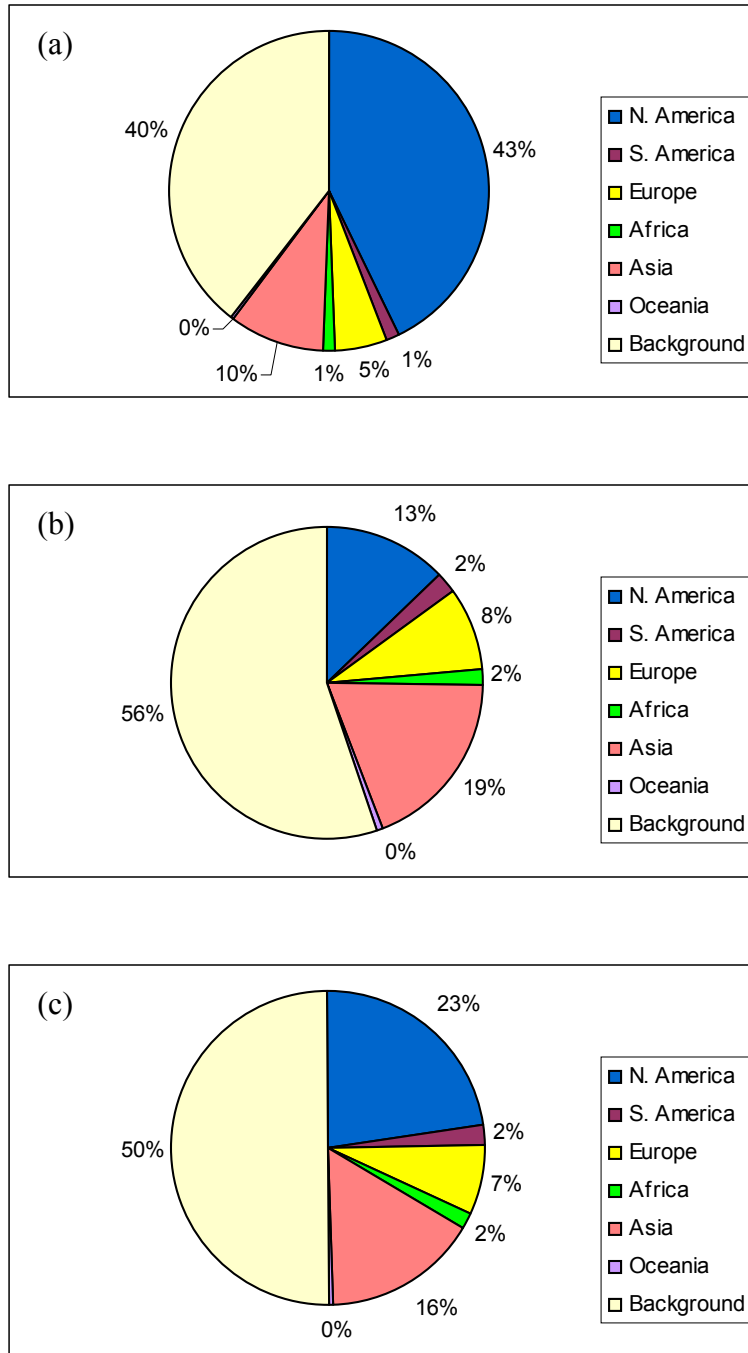 (a)
40%
43%
0%
10%
1%
5%
1%
N. America
S. America
Europe
Africa
Asia
Oceania
Background
(b)
13%
2%
8%
2%
56%
19%
0%
N. America
S. America
Europe
Africa
Asia
Oceania
Background
(c)
23%
50%
2%
7%
2%
16%
0%
N. America
S. America
Europe
Africa
Asia
Oceania
Background